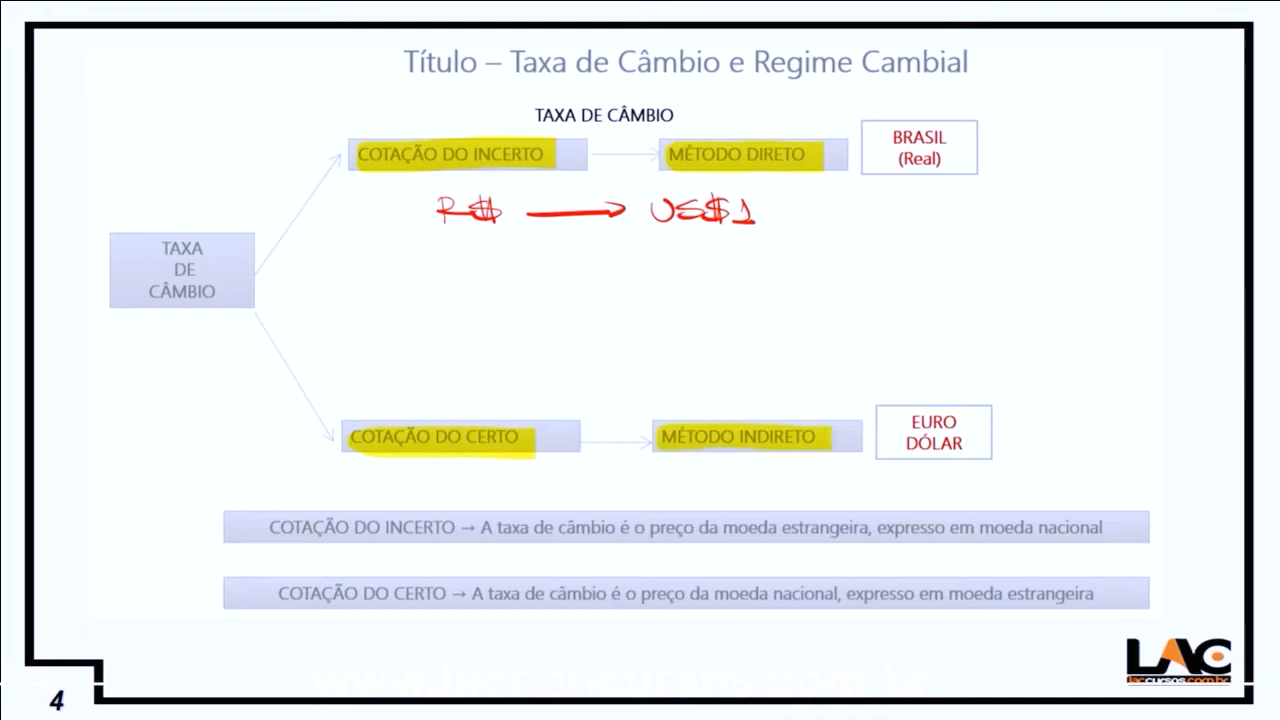 Título – Taxa de Câmbio e Regime Cambial
TAXA DE CÂMBIO
COTAÇÃO DO INCERTO
MÉTODO DIRETO
BRASIL
(Real)
R$ → US$1
TAXA
DE
CÂMBIO
COTAÇÃO DO CERTO
MÉTODO INDIRETO
EURO
DÓLAR
COTAÇÃO DO INCERTO → A taxa de câmbio é o preço da moeda estrangeira, expresso em moeda nacional
COTAÇÃO DO CERTO → A taxa de câmbio é o preço da moeda nacional, expresso em moeda estrangeira
LAC
laccursos.com.br
4